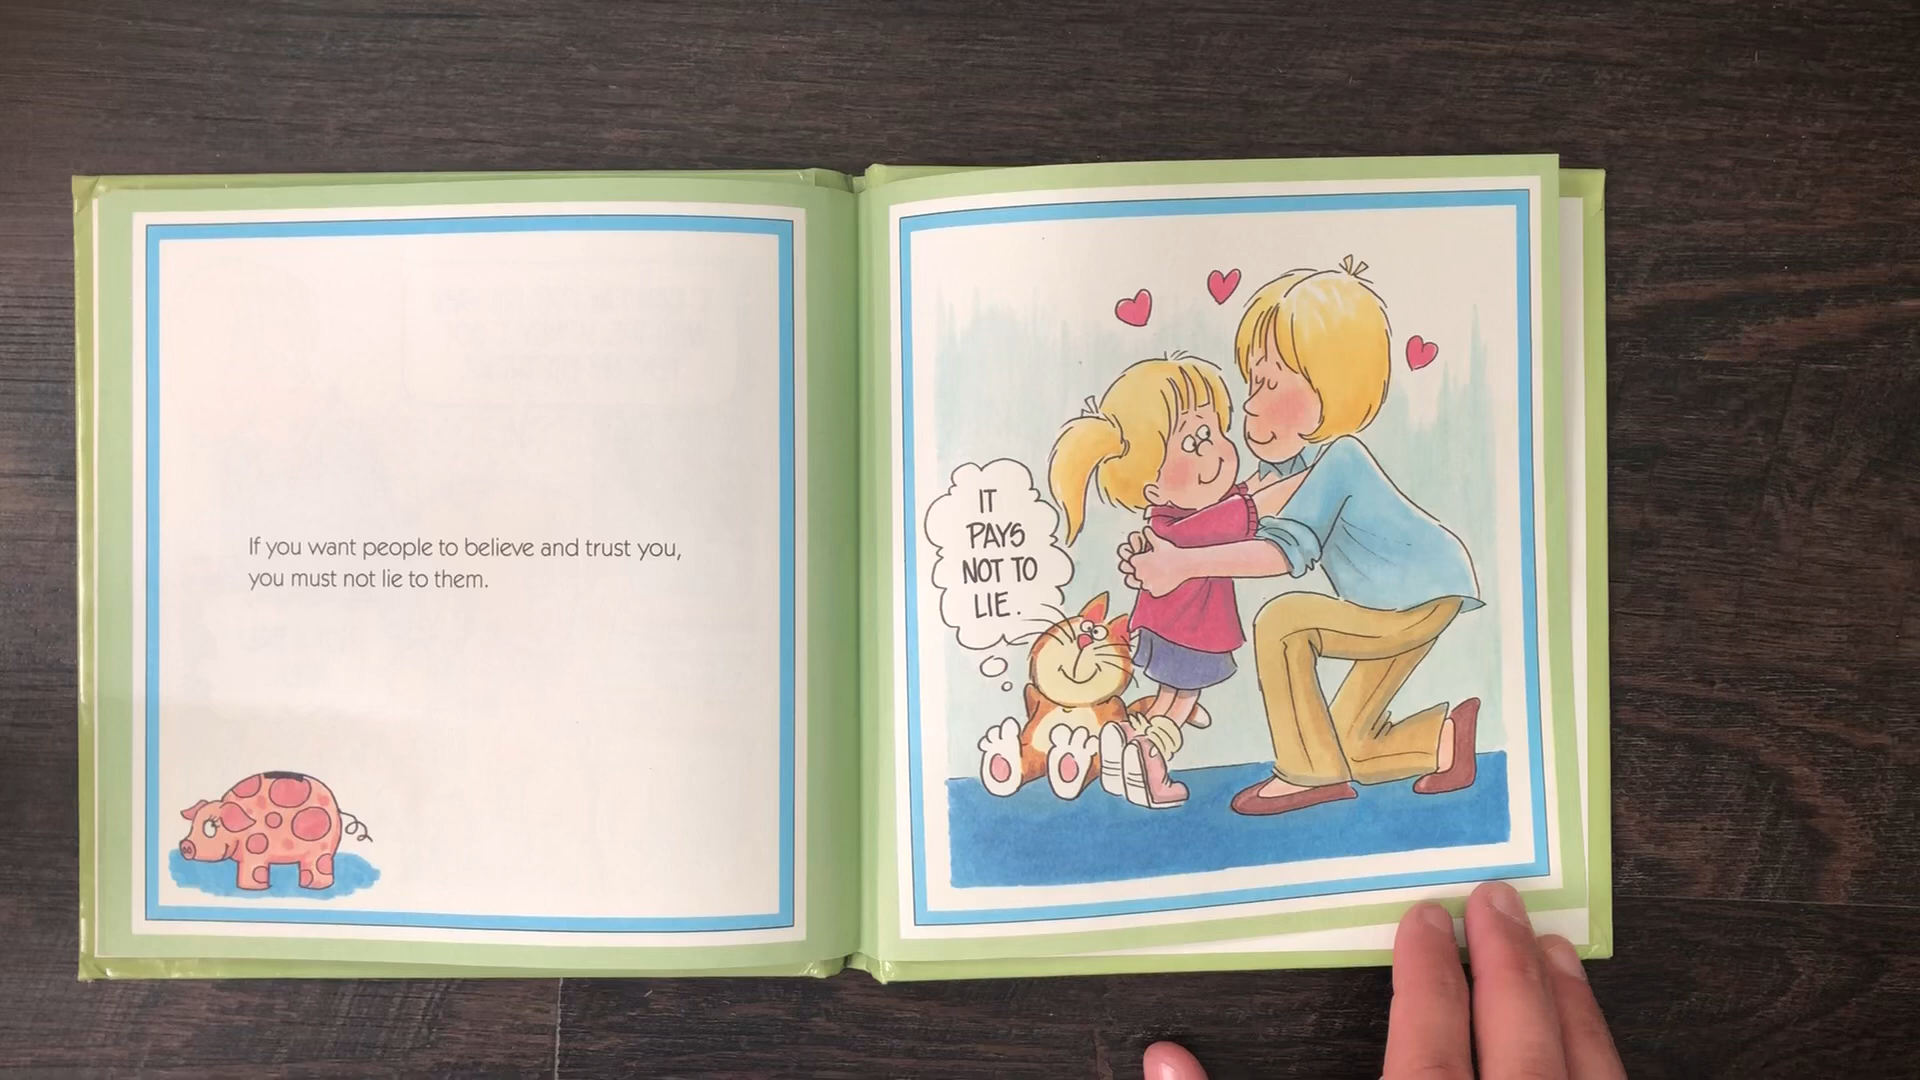 If you want people to believe and trust you,
you must not lie to them.
IT
PAYS
NOT TO
LIE.